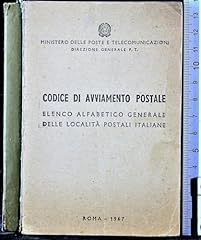 MINISTERO DELLE POSTE E TELECOMUNICAZIONI
DIREZIONE GENERALE P. T.
CODICE DI AVVIAMENTO POSTALE
ELENCO ALFABETICO GENERALE
DELLE LOCALITÀ POSTALI ITALIANE
ROMA - 1967